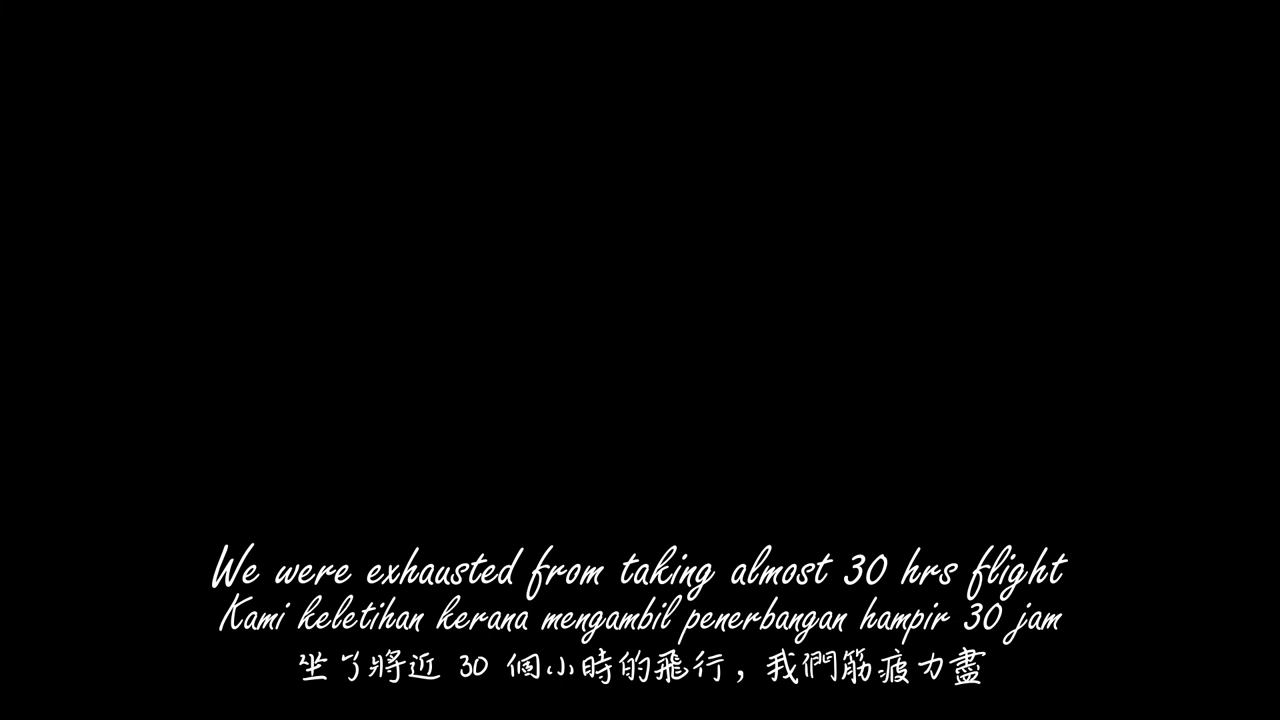 We were exhausted from taking almost 30 hrs flight
Kami keletihan kerana mengambil penerbangan hampir 30 jam
坐了將近 30 個小時的飛行，我們筋疲力盡